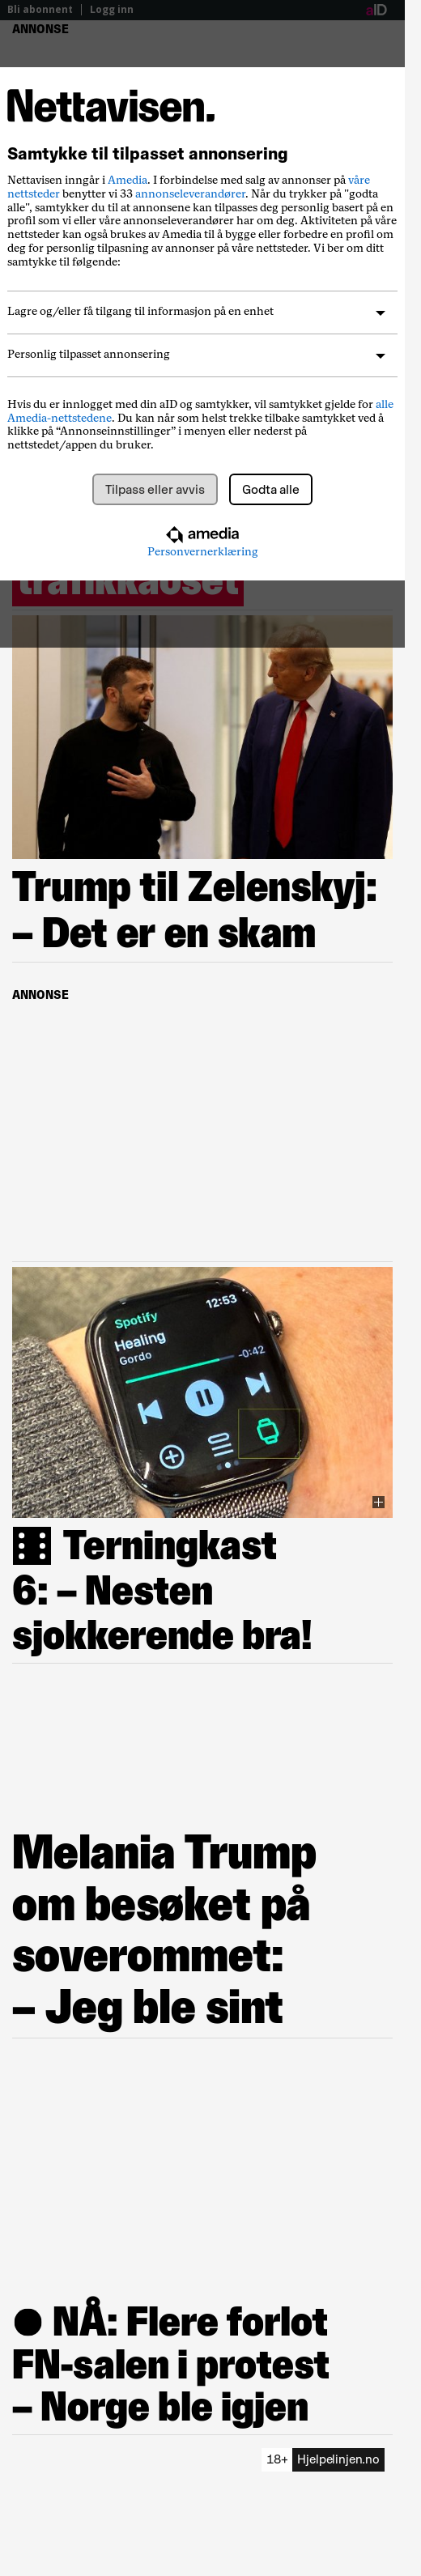 Bli abonnent | Logg inn
aID
ANNONSE
Nettavisen.
Samtykke til tilpasset annonsering
Nettavisen inngår i Amedia. I forbindelse med salg av annonser på våre
nettsteder benytter vi 33 annonseleverandører. Når du trykker på "godta
alle", samtykker du til at annonsene kan tilpasses deg personlig basert på en
profil som vi eller våre annonseleverandører har om deg. Aktiviteten på våre
nettsteder kan også brukes av Amedia til å bygge eller forbedre en profil om
deg for personlig tilpasning av annonser på våre nettsteder. Vi ber om ditt
samtykke til følgende:
Lagre og/eller få tilgang til informasjon på en enhet
Personlig tilpasset annonsering
Hvis du er innlogget med din aID og samtykker, vil samtykket gjelde for alle
Amedia-nettstedene. Du kan når som helst trekke tilbake samtykket ved å
klikke på “Annonseinnstillinger” i menyen eller nederst på
nettstedet/appen du bruker.
Tilpass eller avvis Godta alle
amedia
Personvernerklæring
trafikkaoset
Trump til Zelenskyj:
– Det er en skam
ANNONSE
Spotify 12:53
Healing
Gordo
-0:42
Terningkast
6: – Nesten
sjokkerende bra!
Melania Trump
om besøket på
soverommet:
– Jeg ble sint
● NÅ: Flere forlot
FN-salen i protest
– Norge ble igjen
18+ Hjelpelinjen.no